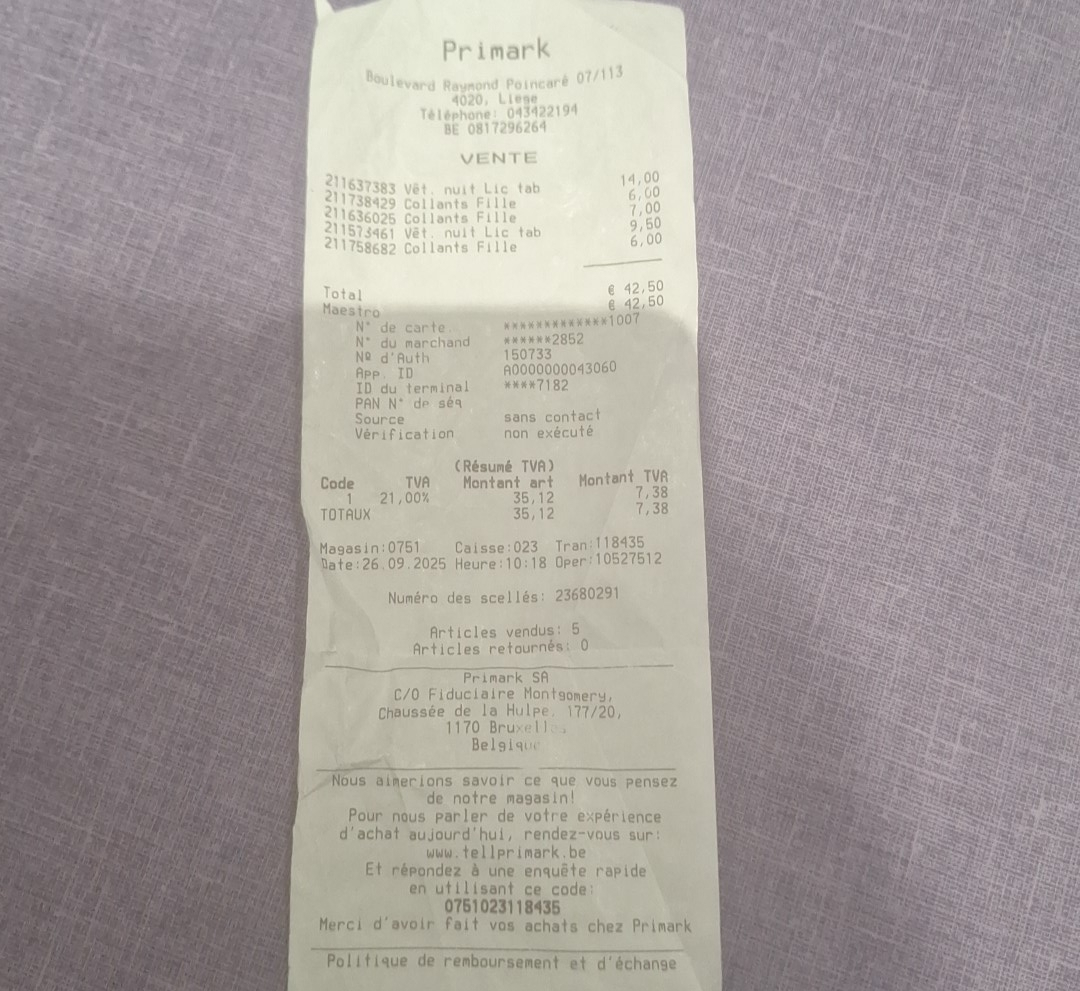 Primark
Boulevard Raymond Poincaré 07/113
4020, Liege
Téléphone: 043422194
BE 0817296264
VENTE
211637383 Vêt. nuit Lic tab 14,00
211738429 Collants Fille 6,00
211636025 Collants Fille 7,00
211573461 Vêt. nuit Lic tab 9,50
211758682 Collants Fille 6,00
Total € 42,50
Maestro € 42,50
N° de carte *************1007
N° du marchand ******2852
Nº d'Auth 150733
App. ID A0000000043060
ID du terminal ****7182
PAN N° de séq
Source sans contact
Vérification non exécuté
(Résumé TVA)
Code TVA Montant art Montant TVA
1 21,00% 35,12 7,38
TOTAUX 35,12 7,38
Magasin:0751 Caisse:023 Tran:118435
Date:26.09.2025 Heure:10:18 Oper:10527512
Numéro des scellés: 23680291
Articles vendus: 5
Articles retournés: 0
Primark SA
C/O Fiduciaire Montgomery,
Chaussée de la Hulpe, 177/20,
1170 Bruxelles
Belgique
Nous aimerions savoir ce que vous pensez
de notre magasin!
Pour nous parler de votre expérience
d'achat aujourd'hui, rendez-vous sur:
www.tellprimark.be
Et répondez à une enquête rapide
en utilisant ce code:
0751023118435
Merci d'avoir fait vos achats chez Primark
Politique de remboursement et d'échange